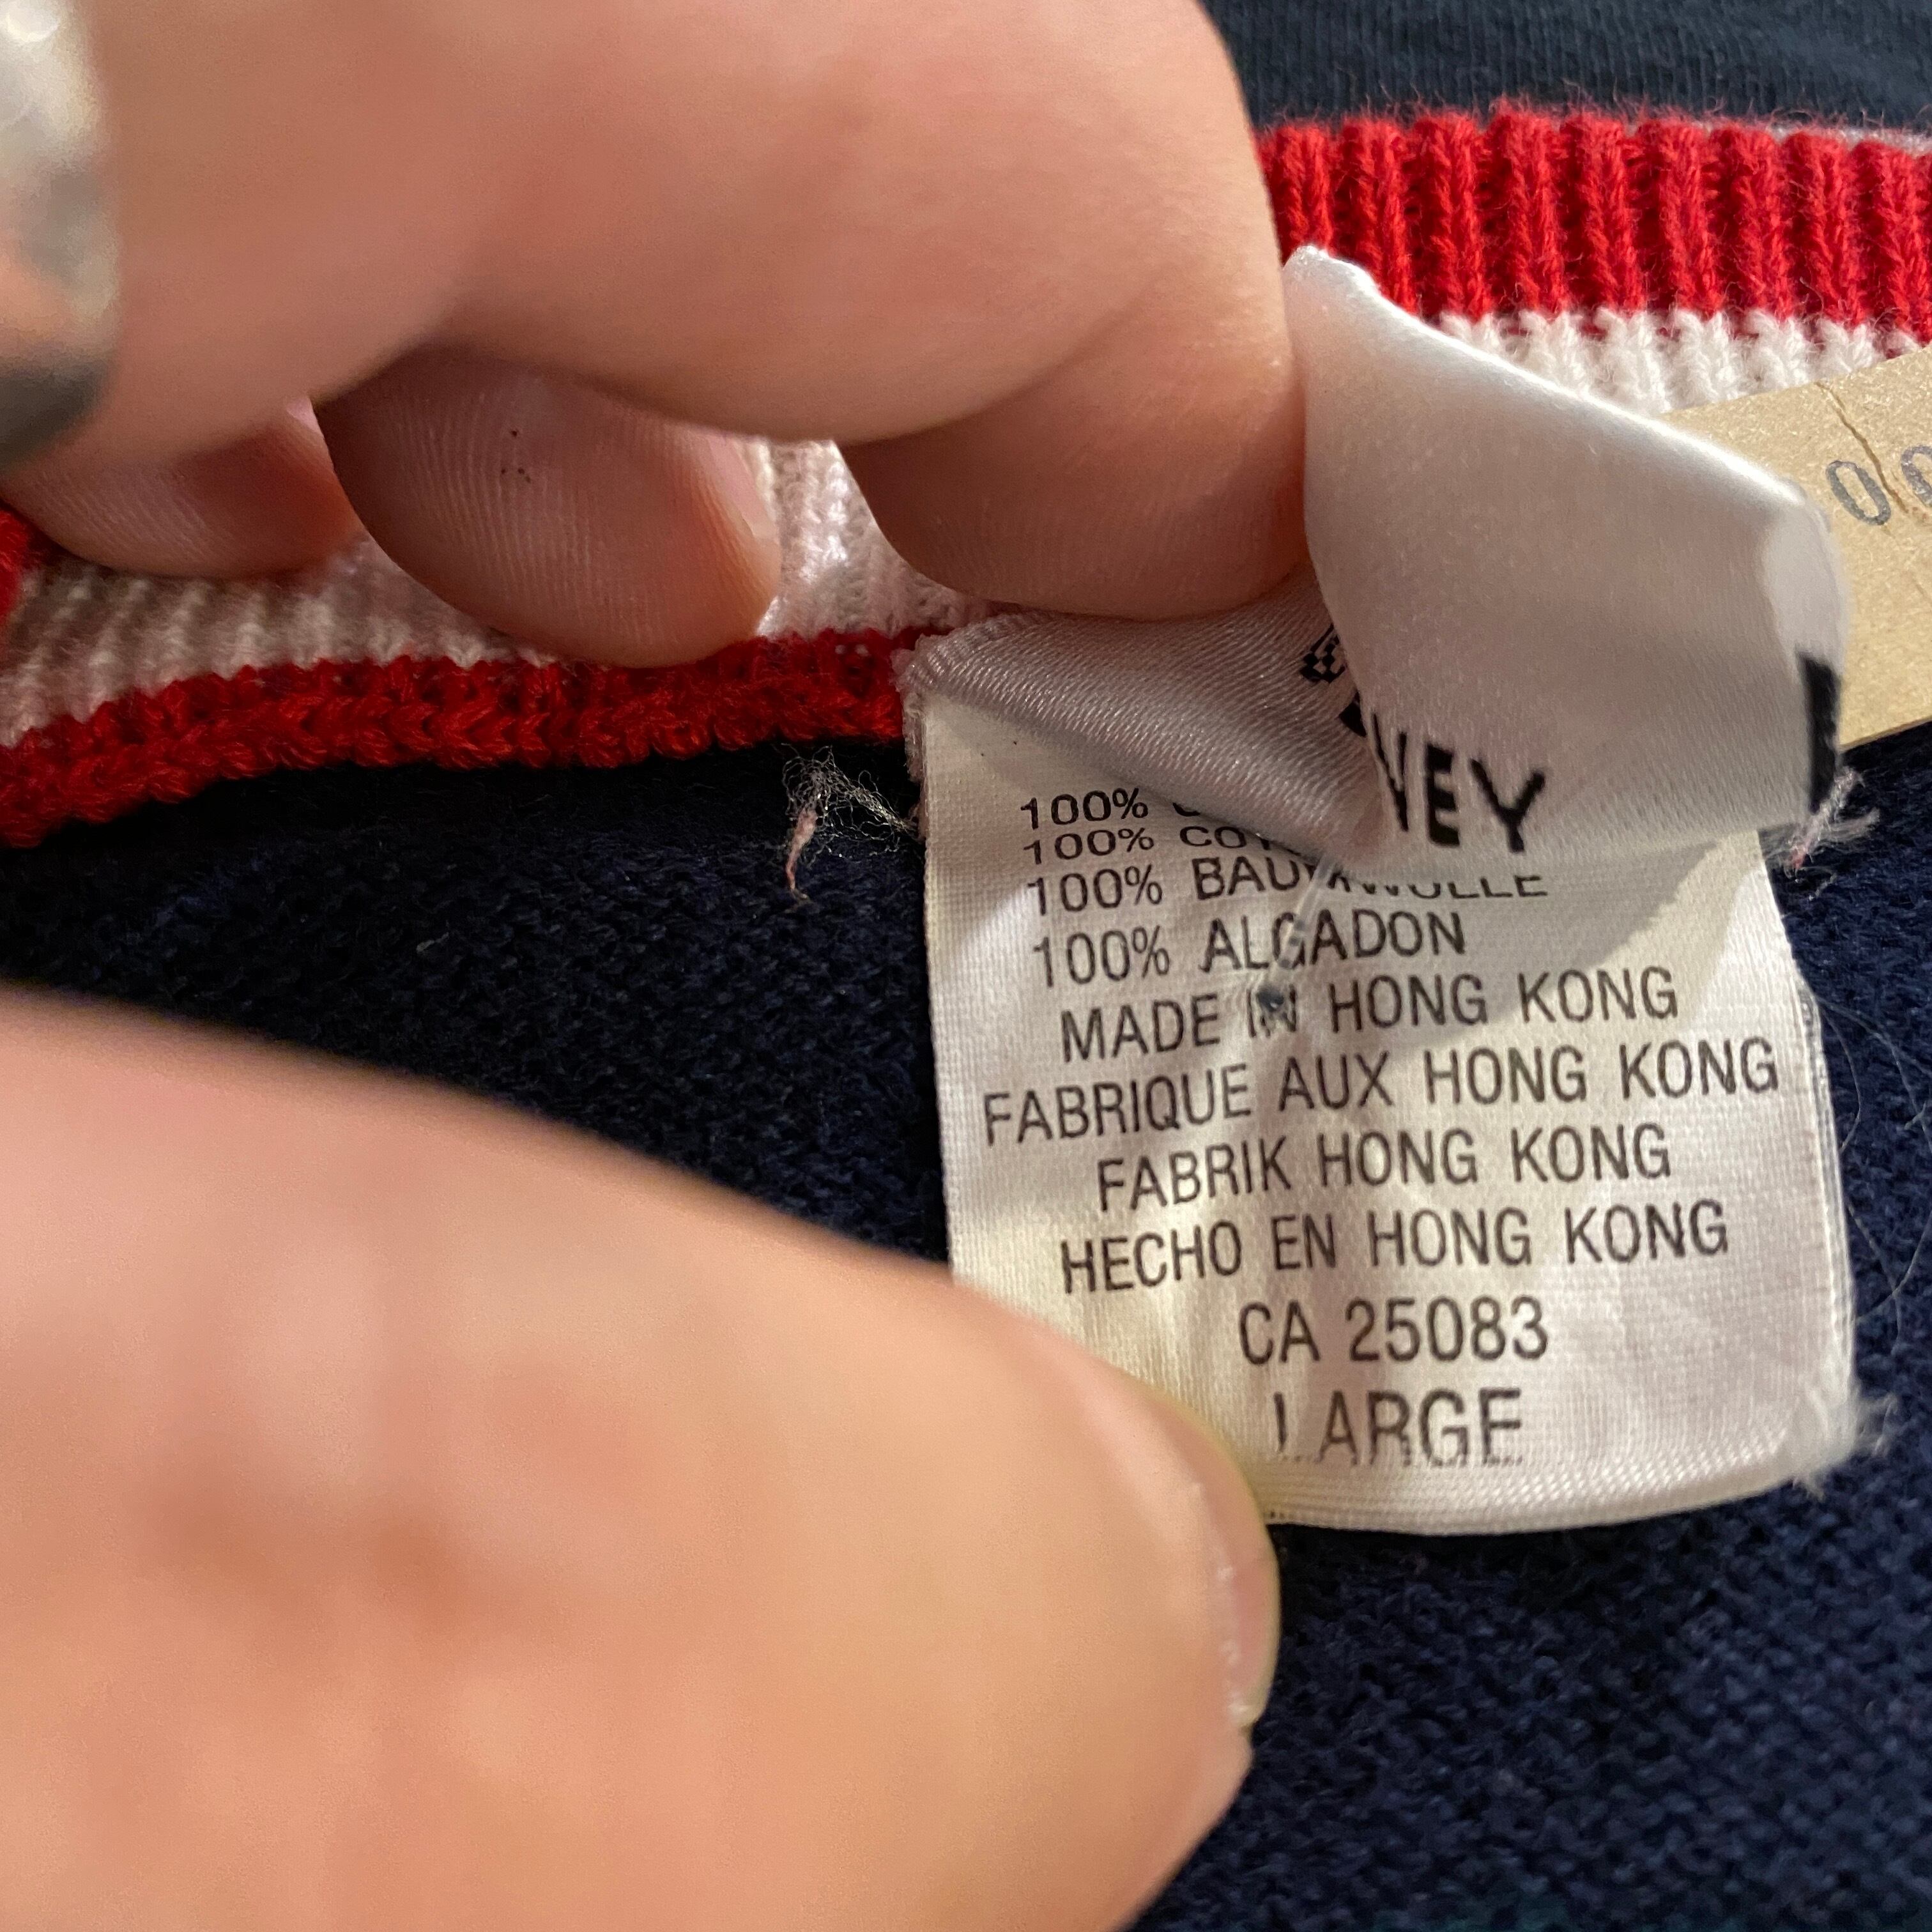 NEY
100%
100% CO
100% BAUMWOLLE
100% ALGADON
MADE IN HONG KONG
FABRIQUE AUX HONG KONG
FABRIK HONG KONG
HECHO EN HONG KONG
CA 25083
LARGE